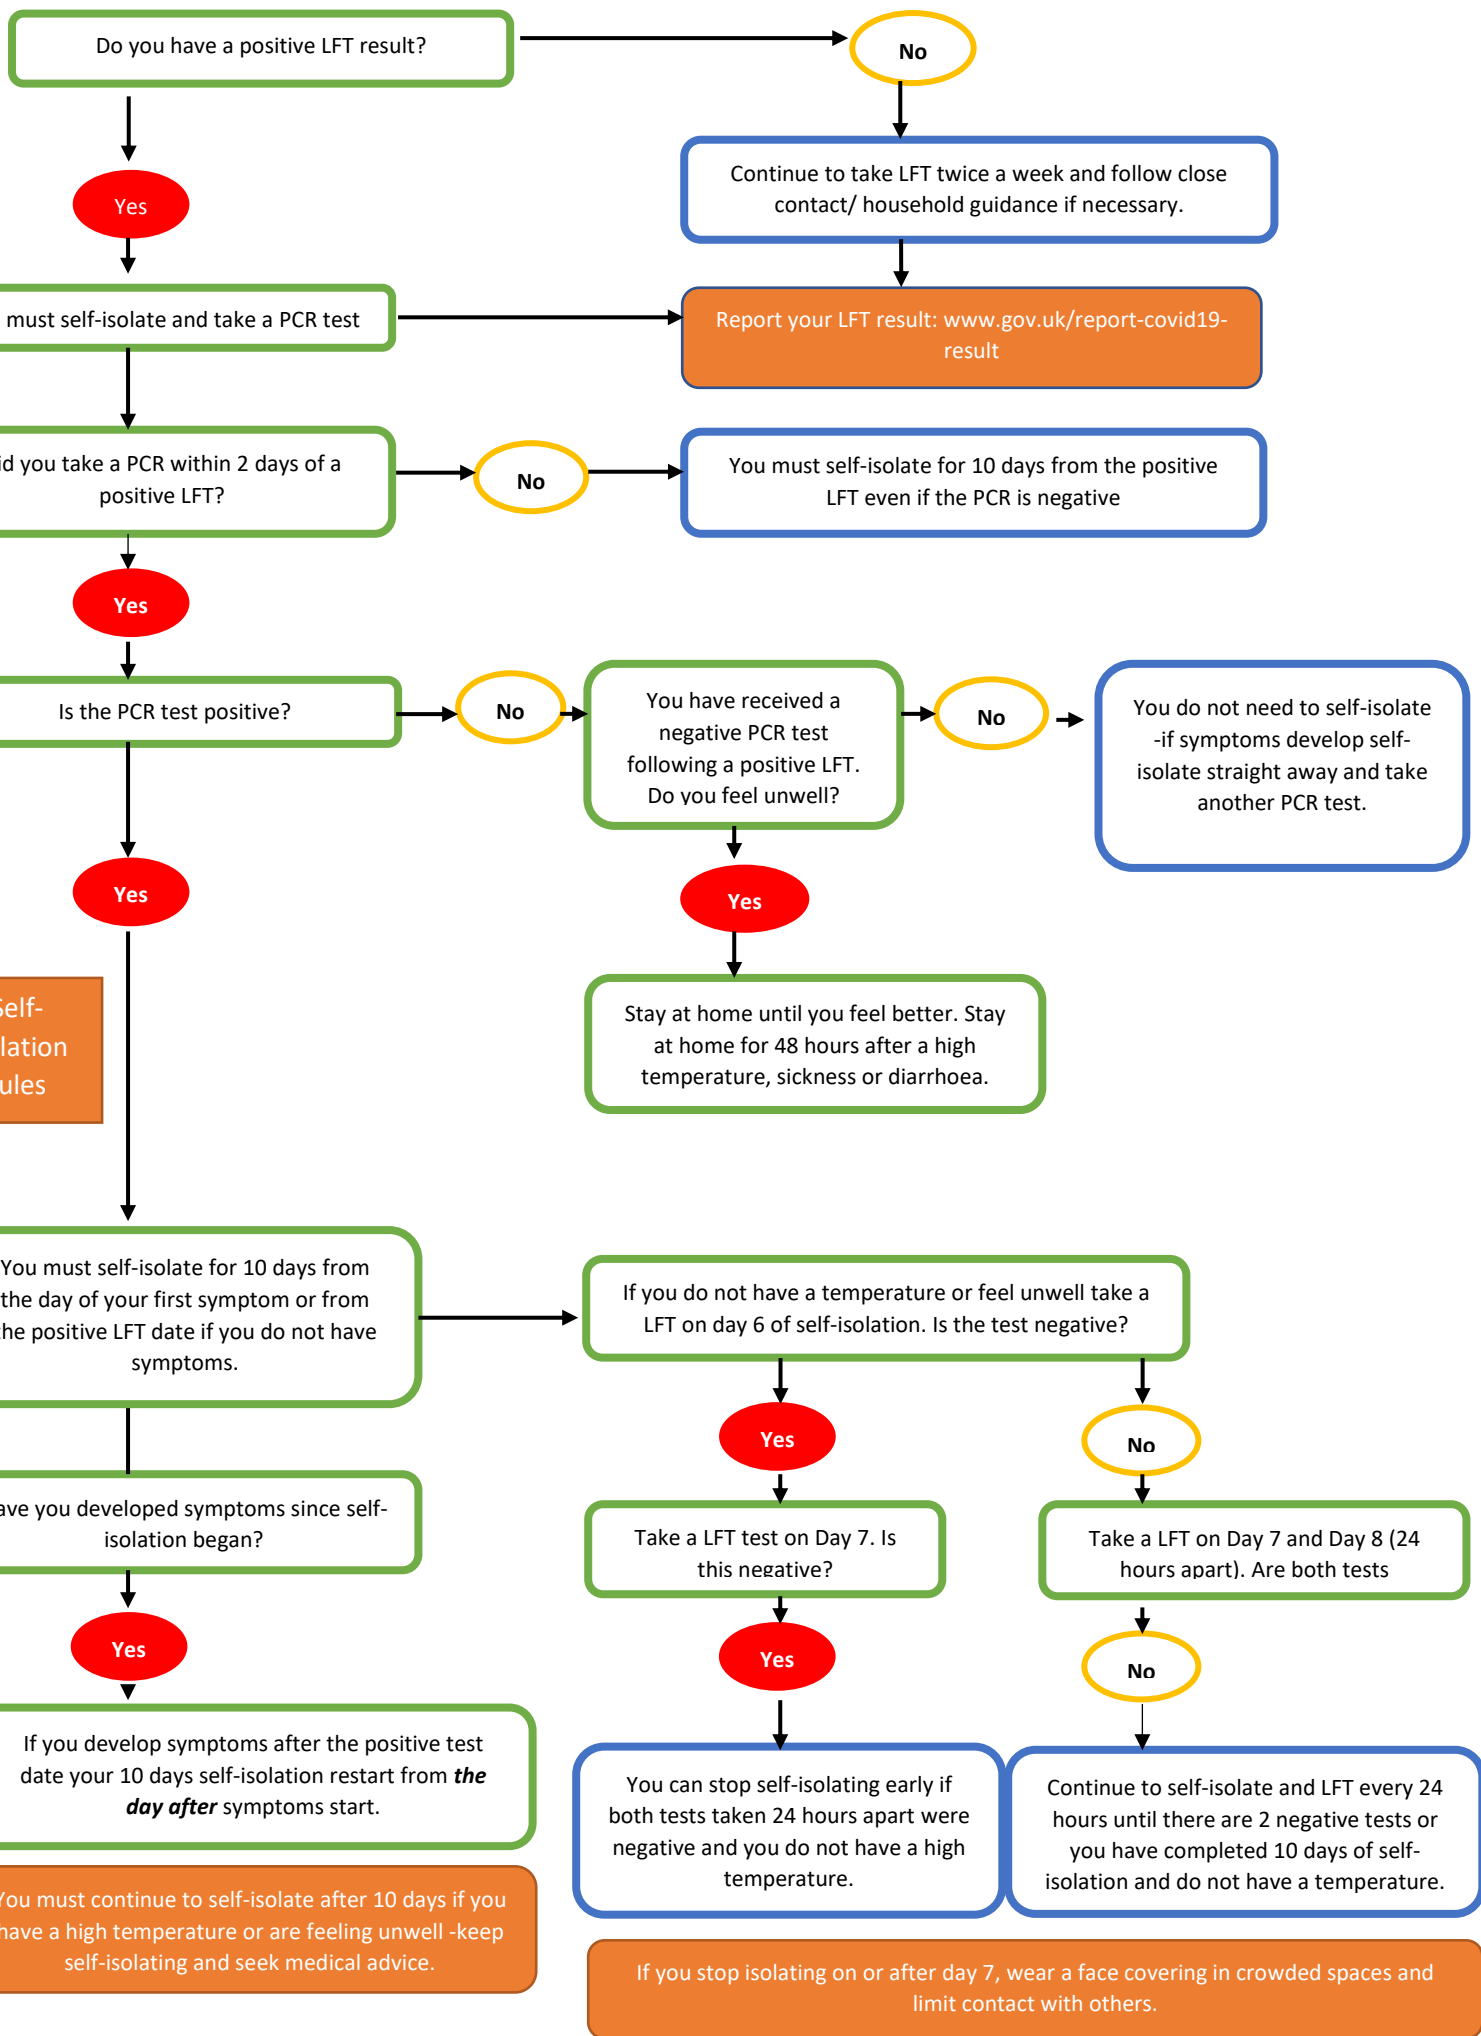 Do you have a positive LFT result?
No
Continue to take LFT twice a week and follow close
contact/ household guidance if necessary.
Yes
must self-isolate and take a PCR test
Report your LFT result: www.gov.uk/report-covid19-
result
id you take a PCR within 2 days of a
positive LFT?
No
You must self-isolate for 10 days from the positive
LFT even if the PCR is negative
Yes
Is the PCR test positive?
No
You have received a
negative PCR test
following a positive LFT.
Do you feel unwell?
No
You do not need to self-isolate
-if symptoms develop self-
isolate straight away and take
another PCR test.
Yes
Yes
Stay at home until you feel better. Stay
at home for 48 hours after a high
temperature, sickness or diarrhoea.
Self-
lation
ules
You must self-isolate for 10 days from
the day of your first symptom or from
the positive LFT date if you do not have
symptoms.
If you do not have a temperature or feel unwell take a
LFT on day 6 of self-isolation. Is the test negative?
Yes
No
ave you developed symptoms since self-
isolation began?
Take a LFT test on Day 7. Is
this negative?
Take a LFT on Day 7 and Day 8 (24
hours apart). Are both tests
Yes
Yes
No
If you develop symptoms after the positive test
date your 10 days self-isolation restart from the
day after symptoms start.
You can stop self-isolating early if
both tests taken 24 hours apart were
negative and you do not have a high
temperature.
Continue to self-isolate and LFT every 24
hours until there are 2 negative tests or
you have completed 10 days of self-
isolation and do not have a temperature.
You must continue to self-isolate after 10 days if you
have a high temperature or are feeling unwell -keep
self-isolating and seek medical advice.
If you stop isolating on or after day 7, wear a face covering in crowded spaces and
limit contact with others.